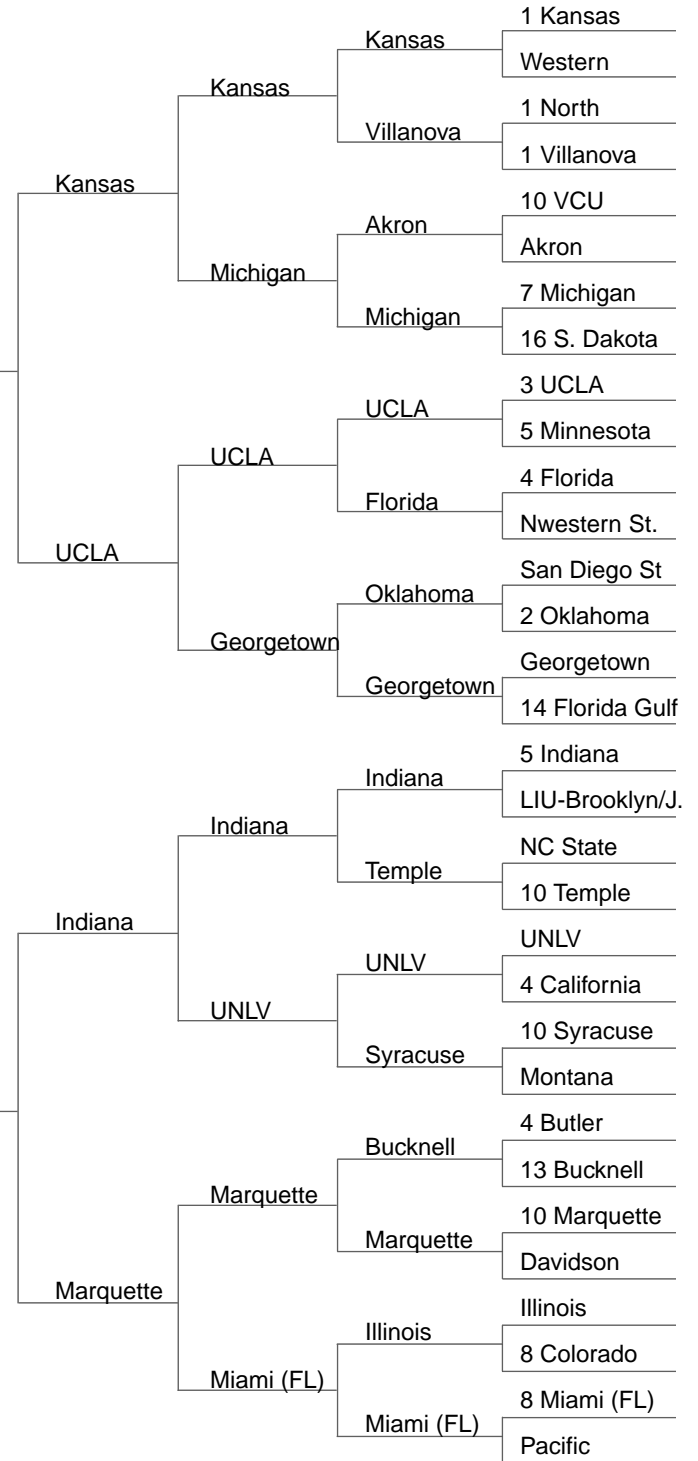 1 Kansas
Kansas
Western
Kansas
1 North
Villanova
1 Villanova
Kansas
10 VCU
Akron
Akron
Michigan
7 Michigan
Michigan
16 S. Dakota
3 UCLA
UCLA
5 Minnesota
UCLA
4 Florida
Florida
Nwestern St.
UCLA
San Diego St
Oklahoma
2 Oklahoma
Georgetown
Georgetown
Georgetown
14 Florida Gulf
5 Indiana
Indiana
LIU-Brooklyn/J.
Indiana
NC State
Temple
10 Temple
Indiana
UNLV
UNLV
4 California
UNLV
10 Syracuse
Syracuse
Montana
4 Butler
Bucknell
13 Bucknell
Marquette
10 Marquette
Marquette
Davidson
Marquette
Illinois
Illinois
8 Colorado
Miami (FL)
8 Miami (FL)
Miami (FL)
Pacific